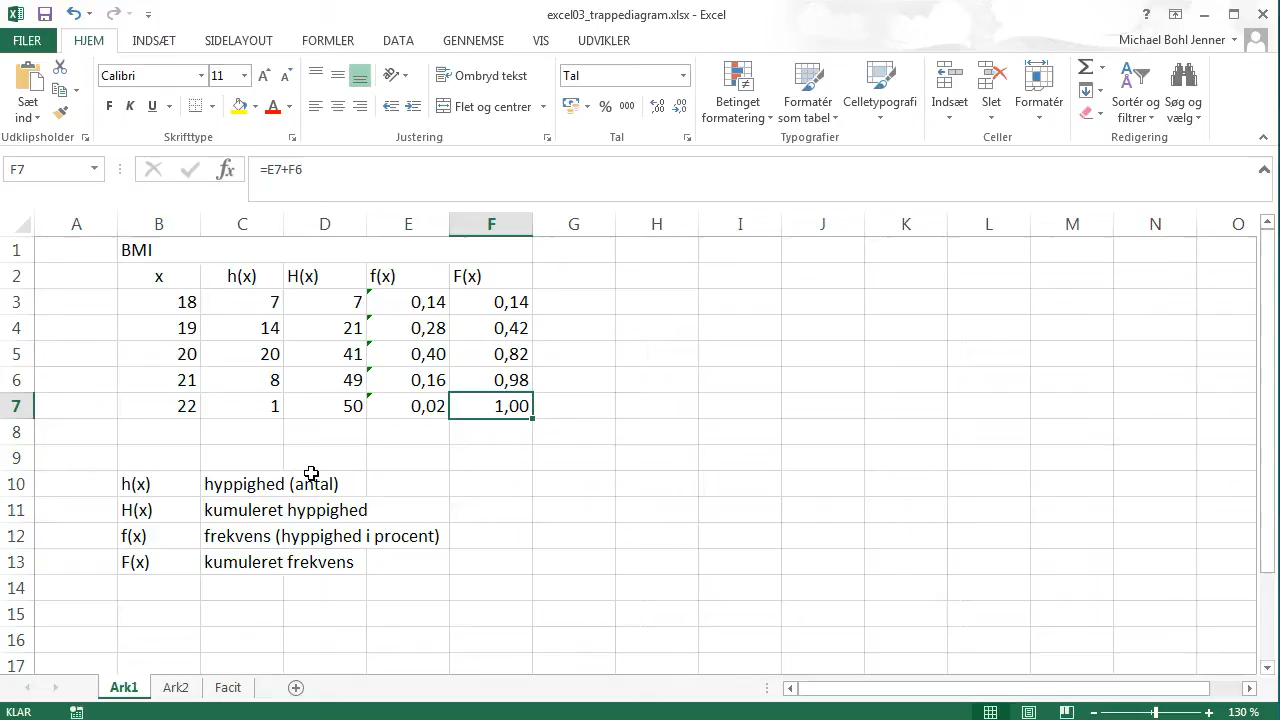 excel03_trappediagram.xlsx - Excel
FILER HJEM INDSÆT SIDELAYOUT FORMLER DATA GENNEMSE VIS UDVIKLER Michael Bohl Jenner
Sæt ind
Calibri 11
F K U
Ombryd tekst
Flet og centrer
Tal
% 000
Betinget formatering
Formatér som tabel
Celletypografi
Indsæt
Slet
Formatér
Sortér og filtrer
Søg og vælg
Udklipsholder Skrifttype Justering Tal Typografier Celler Redigering
F7 fx =E7+F6
A B C D E F G H I J K L M N O
1 BMI
2 x h(x) H(x) f(x) F(x)
3 18 7 7 0,14 0,14
4 19 14 21 0,28 0,42
5 20 20 41 0,40 0,82
6 21 8 49 0,16 0,98
7 22 1 50 0,02 1,00
8
9
10 h(x) hyppighed (antal)
11 H(x) kumuleret hyppighed
12 f(x) frekvens (hyppighed i procent)
13 F(x) kumuleret frekvens
14
15
16
17
Ark1 Ark2 Facit
KLAR 130 %